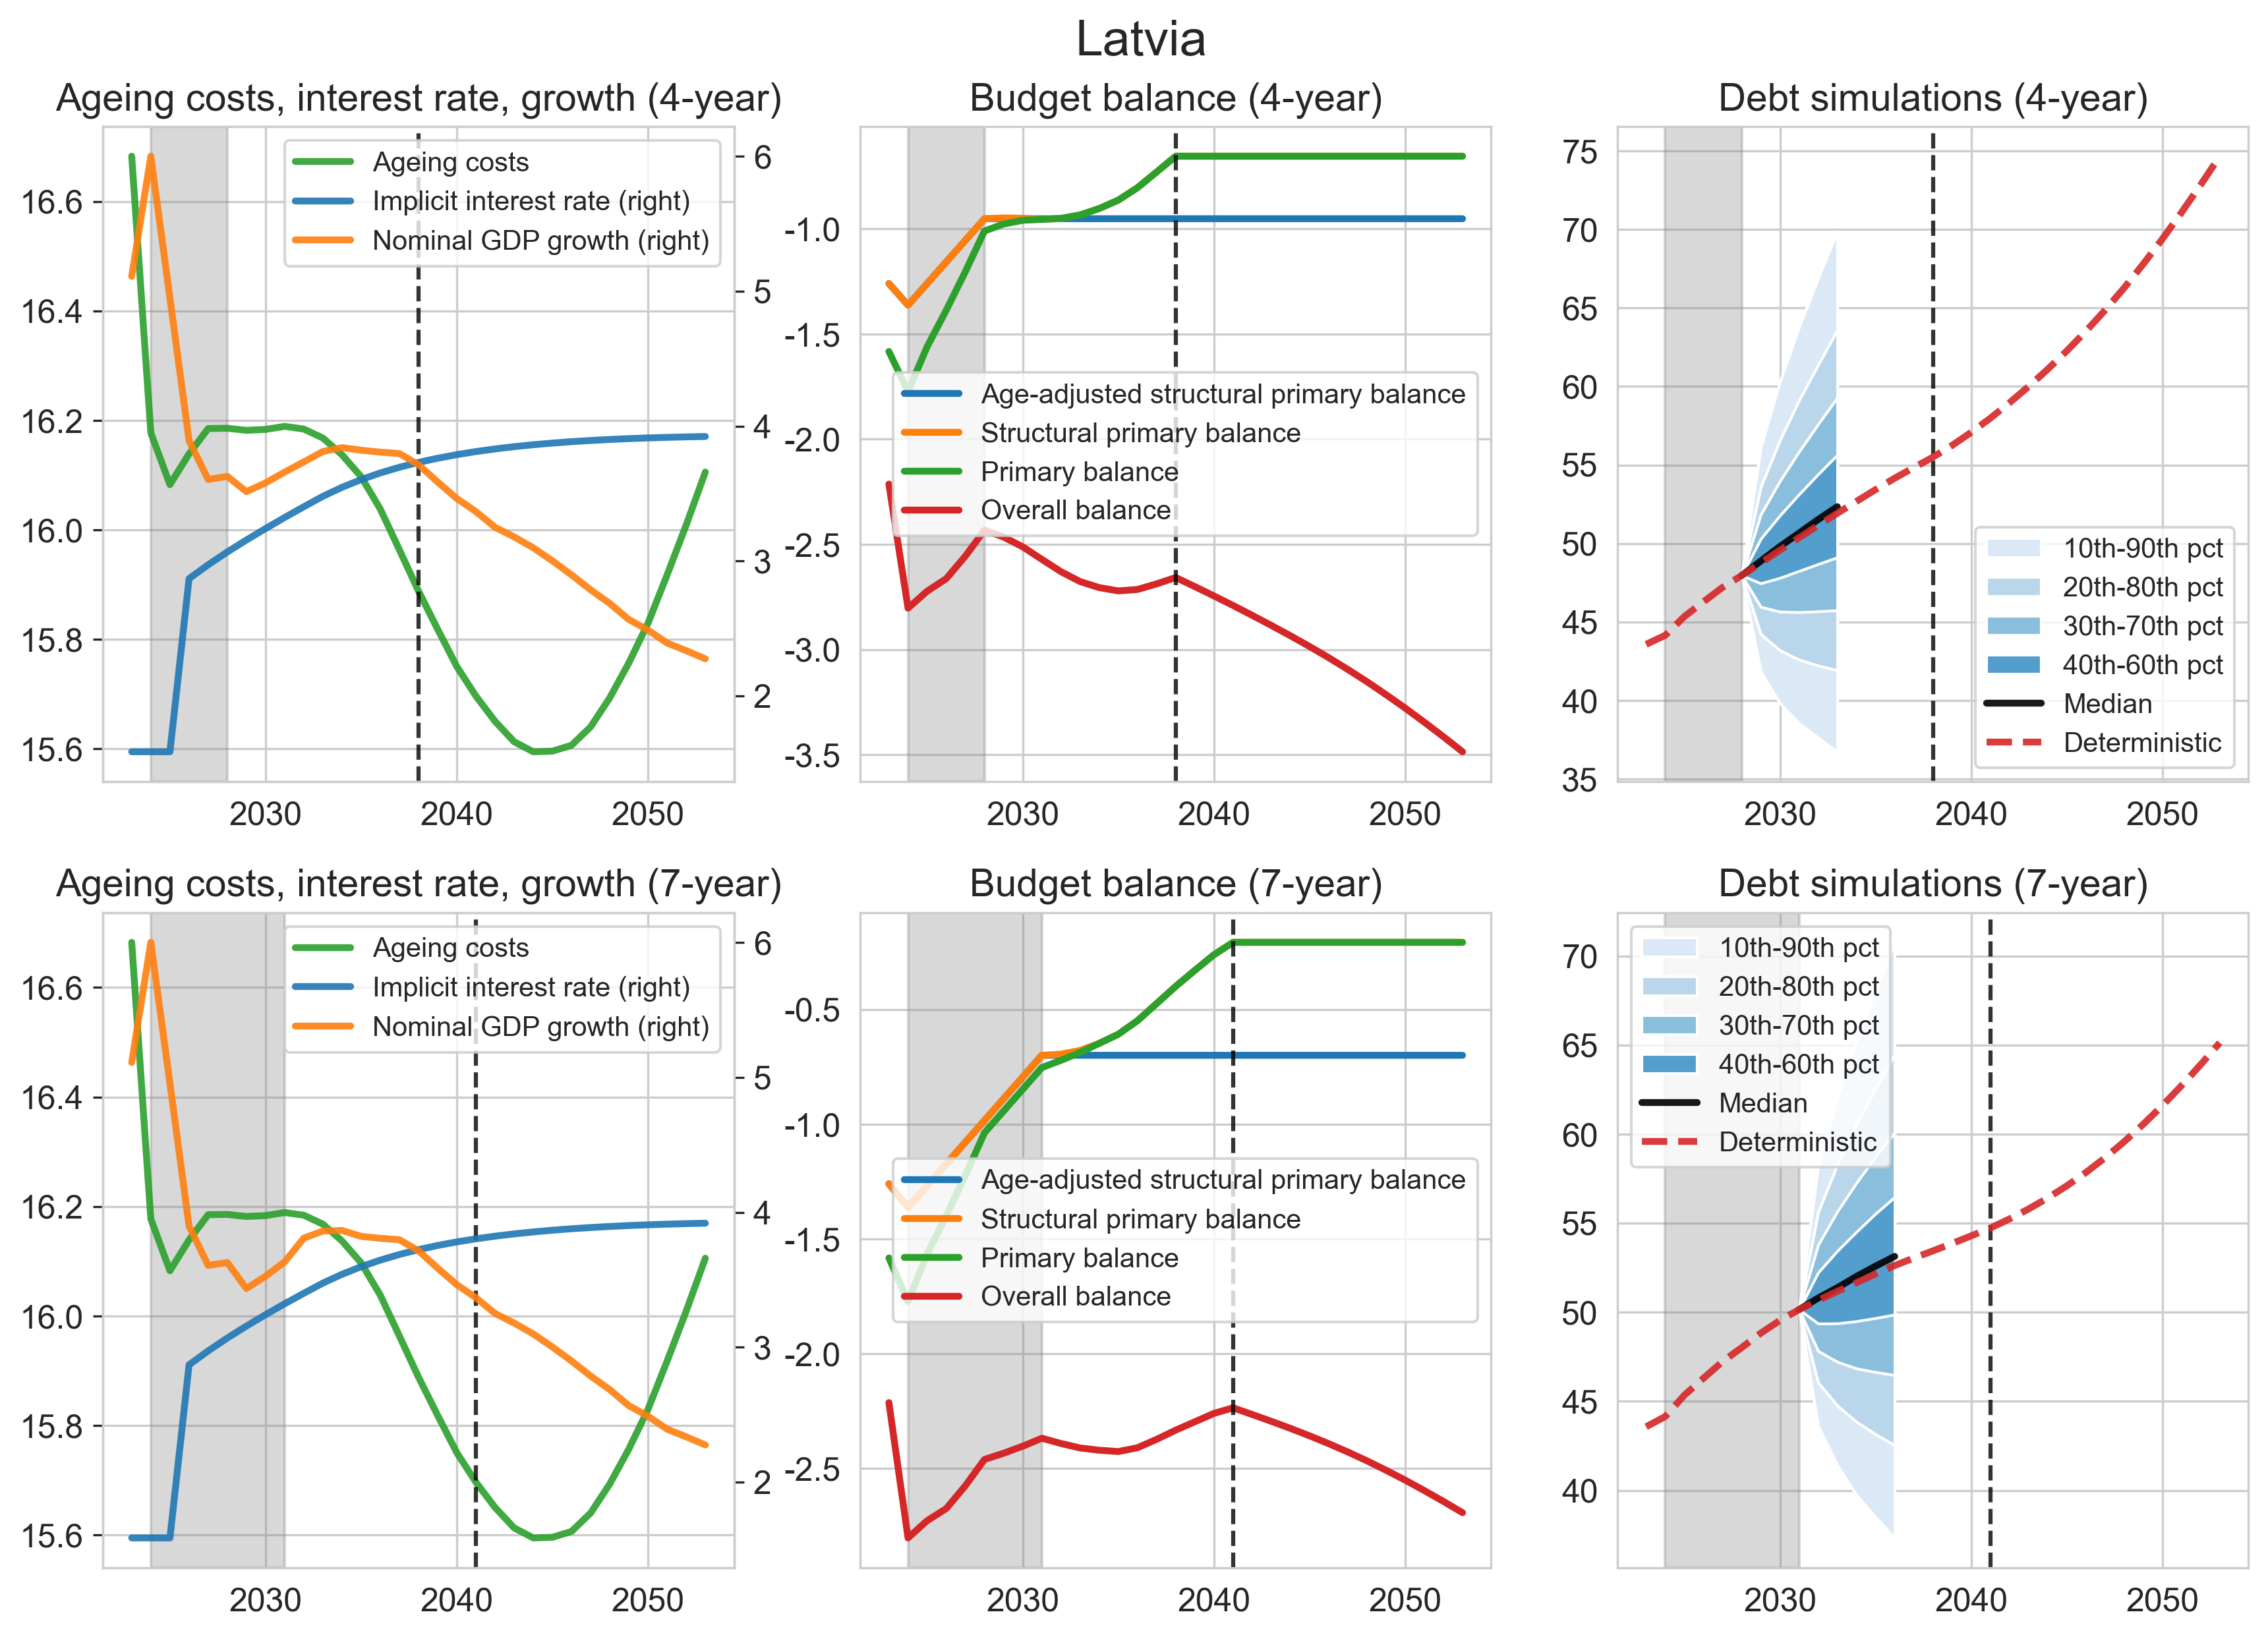 Latvia
Ageing costs, interest rate, growth (4-year)
16.6
16.4
16.2
16.0
15.8
15.6
6
5
4
3
2
2030
2040
2050
Ageing costs
Implicit interest rate (right)
Nominal GDP growth (right)
Budget balance (4-year)
-1.0
-1.5
-2.0
-2.5
-3.0
-3.5
2030
2040
2050
Age-adjusted structural primary balance
Structural primary balance
Primary balance
Overall balance
Debt simulations (4-year)
75
70
65
60
55
50
45
40
35
2030
2040
2050
10th-90th pct
20th-80th pct
30th-70th pct
40th-60th pct
Median
Deterministic
Ageing costs, interest rate, growth (7-year)
16.6
16.4
16.2
16.0
15.8
15.6
6
5
4
3
2
2030
2040
2050
Ageing costs
Implicit interest rate (right)
Nominal GDP growth (right)
Budget balance (7-year)
-0.5
-1.0
-1.5
-2.0
-2.5
2030
2040
2050
Age-adjusted structural primary balance
Structural primary balance
Primary balance
Overall balance
Debt simulations (7-year)
70
65
60
55
50
45
40
2030
2040
2050
10th-90th pct
20th-80th pct
30th-70th pct
40th-60th pct
Median
Deterministic